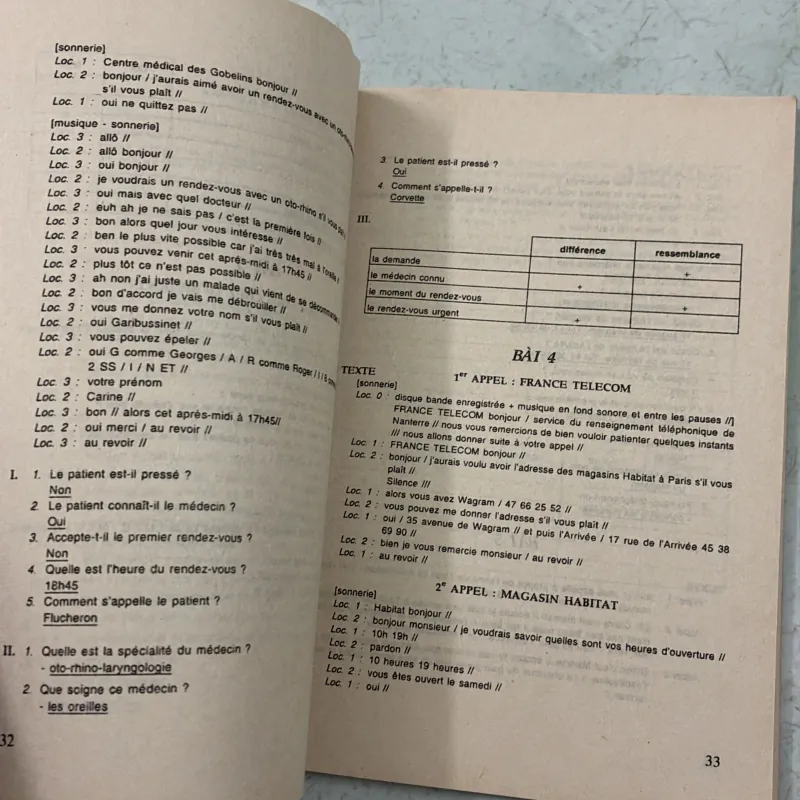 [sonnerie]
Loc. 1 : Centre médical des Gobelins bonjour //
Loc. 2 : bonjour / j'aurais aimé avoir un rendez-vous avec un oto-rhino
s'il vous plaît //
Loc. 1 : oui ne quittez pas //
[musique - sonnerie]
Loc. 3 : allô //
Loc. 2 : allô bonjour //
Loc. 3 : oui bonjour //
Loc. 2 : je voudrais un rendez-vous avec un oto-rhino s'il vous plaît
Loc. 3 : oui mais avec quel docteur //
Loc. 2 : euh ah je ne sais pas / c'est la première fois //
Loc. 3 : bon alors quel jour vous intéresse //
Loc. 2 : ben le plus vite possible car j'ai très très mal à l'oreille
Loc. 3 : vous pouvez venir cet après-midi à 17h45 //
Loc. 2 : plus tôt ce n'est pas possible //
Loc. 3 : ah non j'ai juste un malade qui vient de se décommander
Loc. 2 : bon d'accord je vais me débrouiller //
Loc. 3 : vous me donnez votre nom s'il vous plaît //
Loc. 2 : oui Garibussinet //
Loc. 3 : vous pouvez épeler //
Loc. 2 : oui G comme Georges / A / R comme Roger / I / B
2 SS / I / N ET //
Loc. 3 : votre prénom
Loc. 2 : Carine //
Loc. 3 : bon // alors cet après-midi à 17h45//
Loc. 2 : oui merci / au revoir //
Loc. 3 : au revoir //
I. 1. Le patient est-il pressé ?
Non
2. Le patient connaît-il le médecin ?
Oui
3. Accepte-t-il le premier rendez-vous ?
Non
4. Quelle est l'heure du rendez-vous ?
18h45
5. Comment s'appelle le patient ?
Flucheron
II. 1. Quelle est la spécialité du médecin ?
- oto-rhino-laryngologie
2. Que soigne ce médecin ?
- les oreilles
32
3. Le patient est-il pressé ?
Oui
4. Comment s'appelle-t-il ?
Corvette
III.
différence ressemblance
la demande +
le médecin connu +
le moment du rendez-vous +
le rendez-vous urgent +
BÀI 4
TEXTE
1er APPEL : FRANCE TELECOM
[sonnerie]
Loc. 0 : disque bande enregistrée + musique en fond sonore et entre les pauses //]
FRANCE TELECOM bonjour / service du renseignement téléphonique de
Nanterre // nous vous remercions de bien vouloir patienter quelques instants
/// nous allons donner suite à votre appel //
Loc. 1 : FRANCE TELECOM bonjour //
Loc. 2 : bonjour / j'aurais voulu avoir l'adresse des magasins Habitat à Paris s'il vous
plaît //
Silence ///
Loc. 1 : alors vous avez Wagram / 47 66 25 52 //
Loc. 2 : vous pouvez me donner l'adresse s'il vous plaît //
Loc. 1 : oui / 35 avenue de Wagram // et puis l'Arrivée / 17 rue de l'Arrivée 45 38
69 90 //
Loc. 2 : bien je vous remercie monsieur / au revoir //
Loc. 1 : au revoir //
2e APPEL : MAGASIN HABITAT
[sonnerie]
Loc. 1 : Habitat bonjour //
Loc. 2 : bonjour monsieur / je voudrais savoir quelles sont vos heures d'ouverture //
Loc. 1 : 10h 19h //
Loc. 2 : pardon //
Loc. 1 : 10 heures 19 heures //
Loc. 2 : vous êtes ouvert le samedi //
Loc. 1 : oui //
33